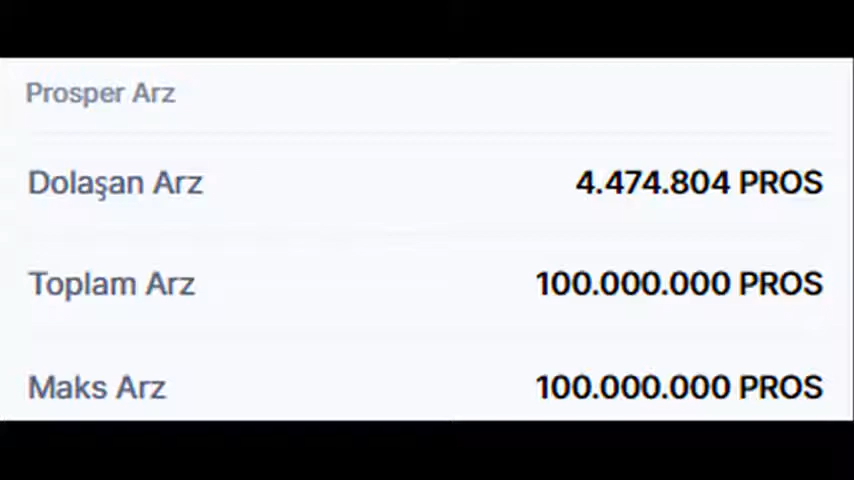 Prosper Arz
Dolaşan Arz 4.474.804 PROS
Toplam Arz 100.000.000 PROS
Maks Arz 100.000.000 PROS